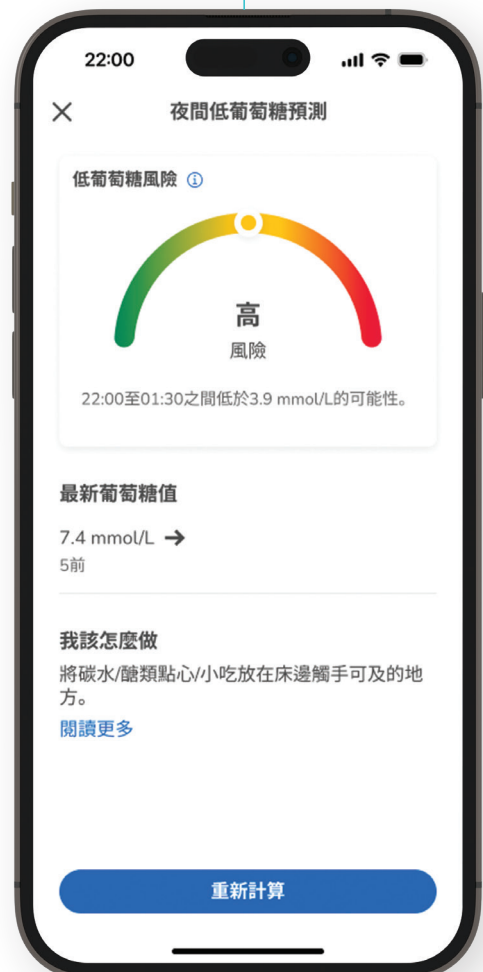 22:00
夜間低葡萄糖預測
低葡萄糖風險
高
風險
22:00至01:30之間低於3.9 mmol/L的可能性。
最新葡萄糖值
7.4 mmol/L →
5前
我該怎麼做
將碳水/醣類點心/小吃放在床邊觸手可及的地
方。
閱讀更多
重新計算